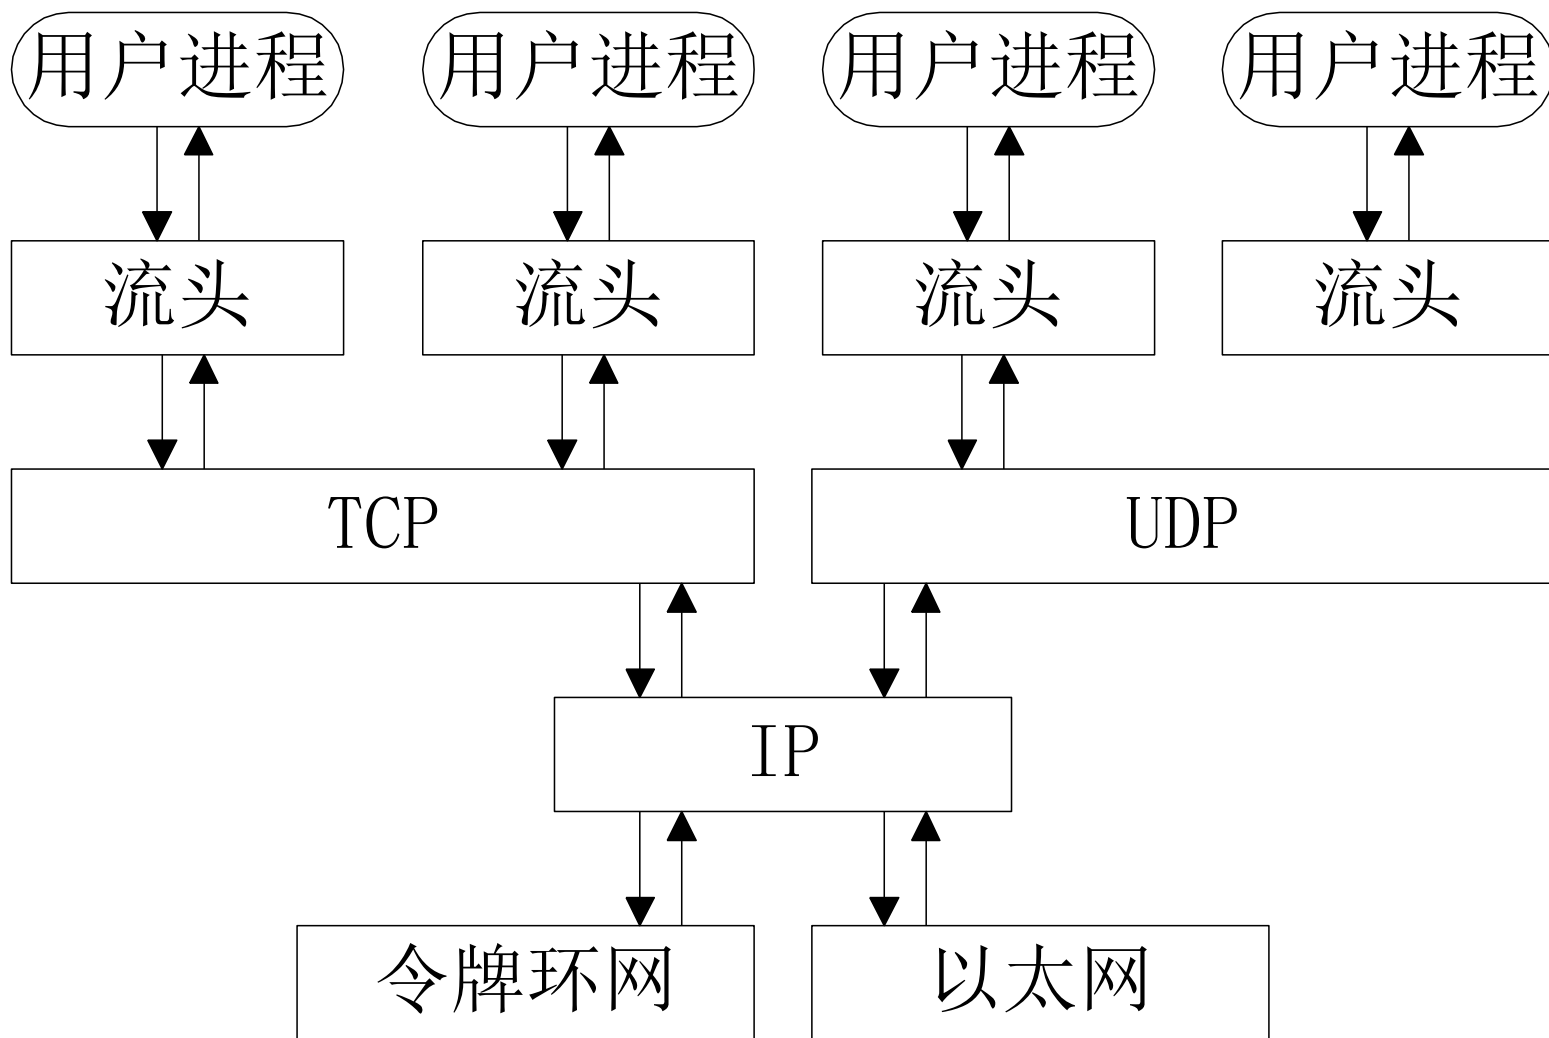 用户进程 用户进程 用户进程 用户进程
流头 流头 流头 流头
TCP UDP
IP
令牌环网 以太网